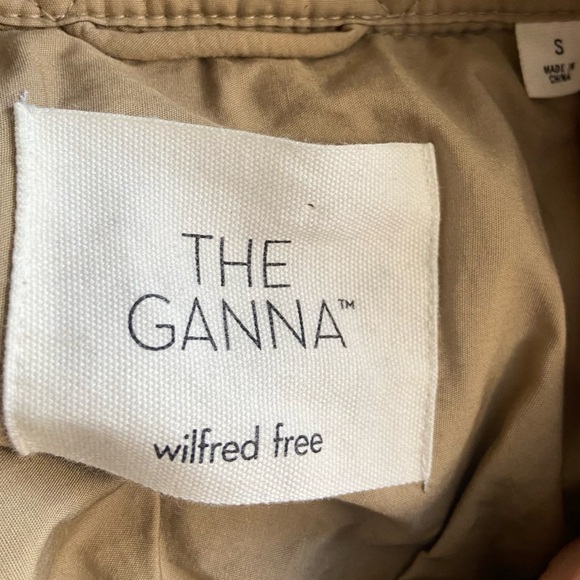 THE
GANNA™
wilfred free
S
MADE IN
CHINA